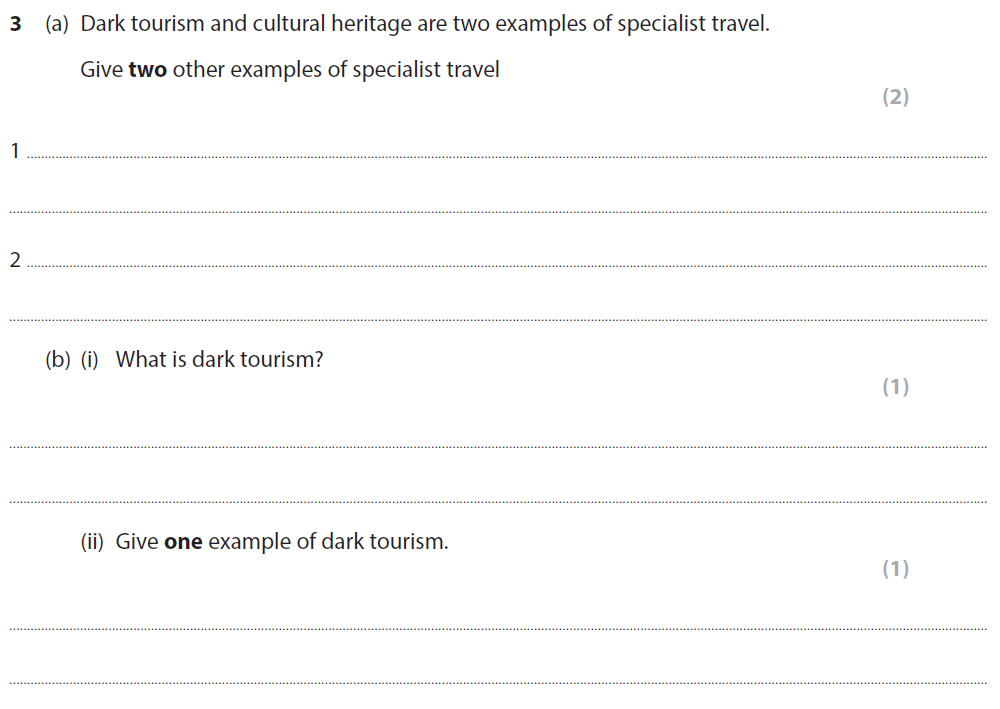 3 (a) Dark tourism and cultural heritage are two examples of specialist travel.
Give two other examples of specialist travel
(2)
1
2
(b) (i) What is dark tourism?
(1)
(ii) Give one example of dark tourism.
(1)